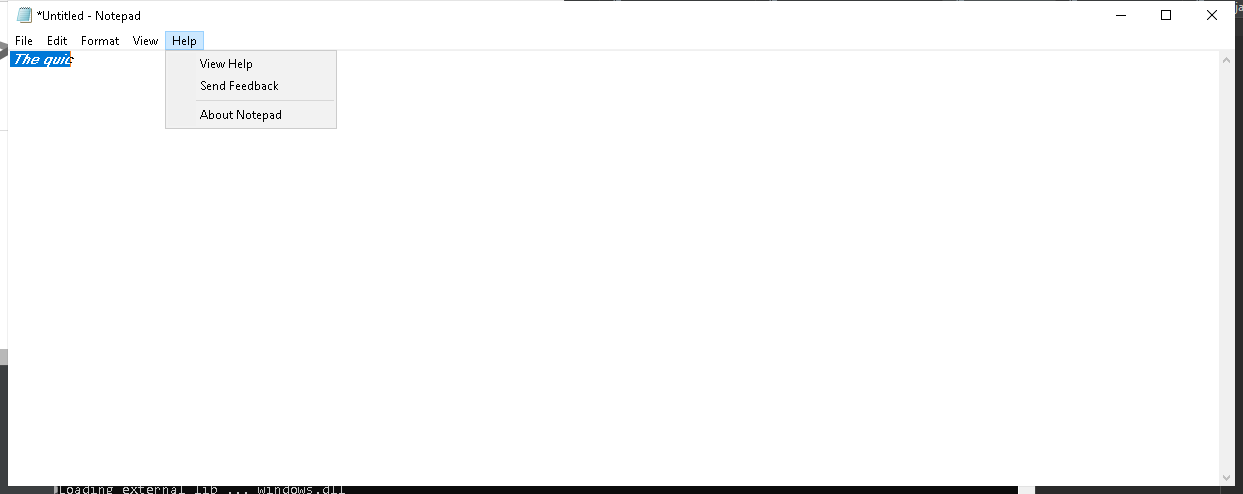 *Untitled - Notepad
File Edit Format View Help
The quic
View Help
Send Feedback
About Notepad
Loading external lib ... windows.dll